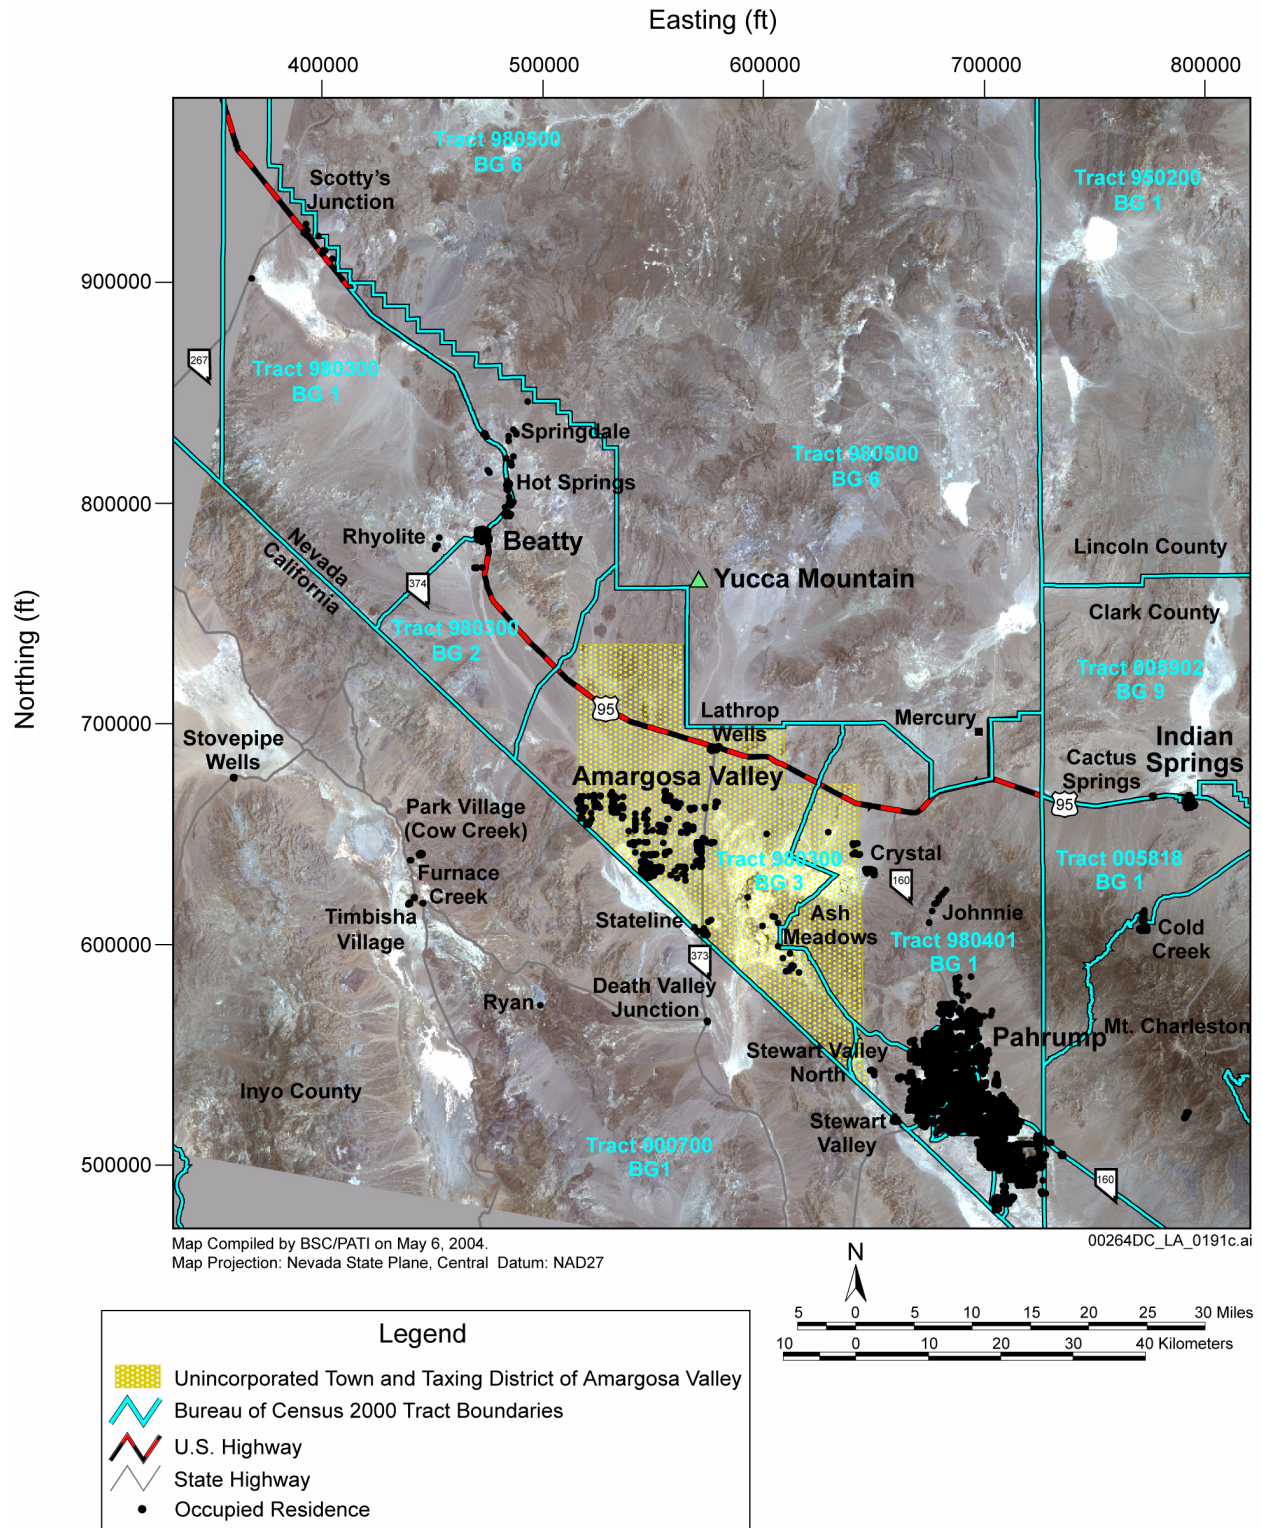 Easting (ft)
400000 500000 600000 700000 800000
Northing (ft)
900000
800000
700000
600000
500000
Tract 980500
BG 6
Tract 950200
BG 1
Scotty's
Junction
267
Tract 980300
BG 1
Springdale
Tract 980500
BG 6
Hot Springs
Rhyolite
Beatty
Nevada
California
Lincoln County
374
Yucca Mountain
Clark County
Tract 980300
BG 2
Tract 005902
BG 9
95
Lathrop
Wells
Mercury
Stovepipe
Wells
Indian
Springs
Cactus
Springs
Amargosa Valley
95
Park Village
(Cow Creek)
Tract 980300
BG 3
Crystal
Tract 005818
BG 1
160
Furnace
Creek
Timbisha
Village
Stateline
Ash
Meadows
Johnnie
Tract 980401
BG 1
Cold
Creek
373
Death Valley
Junction
Ryan
Mt. Charleston
Pahrump
Stewart Valley
North
Inyo County
Stewart
Valley
Tract 000700
BG1
160
Map Compiled by BSC/PATI on May 6, 2004.
Map Projection: Nevada State Plane, Central Datum: NAD27
00264DC_LA_0191c.ai
N
5 0 5 10 15 20 25 30 Miles
10 0 10 20 30 40 Kilometers
Legend
Unincorporated Town and Taxing District of Amargosa Valley
Bureau of Census 2000 Tract Boundaries
U.S. Highway
State Highway
Occupied Residence